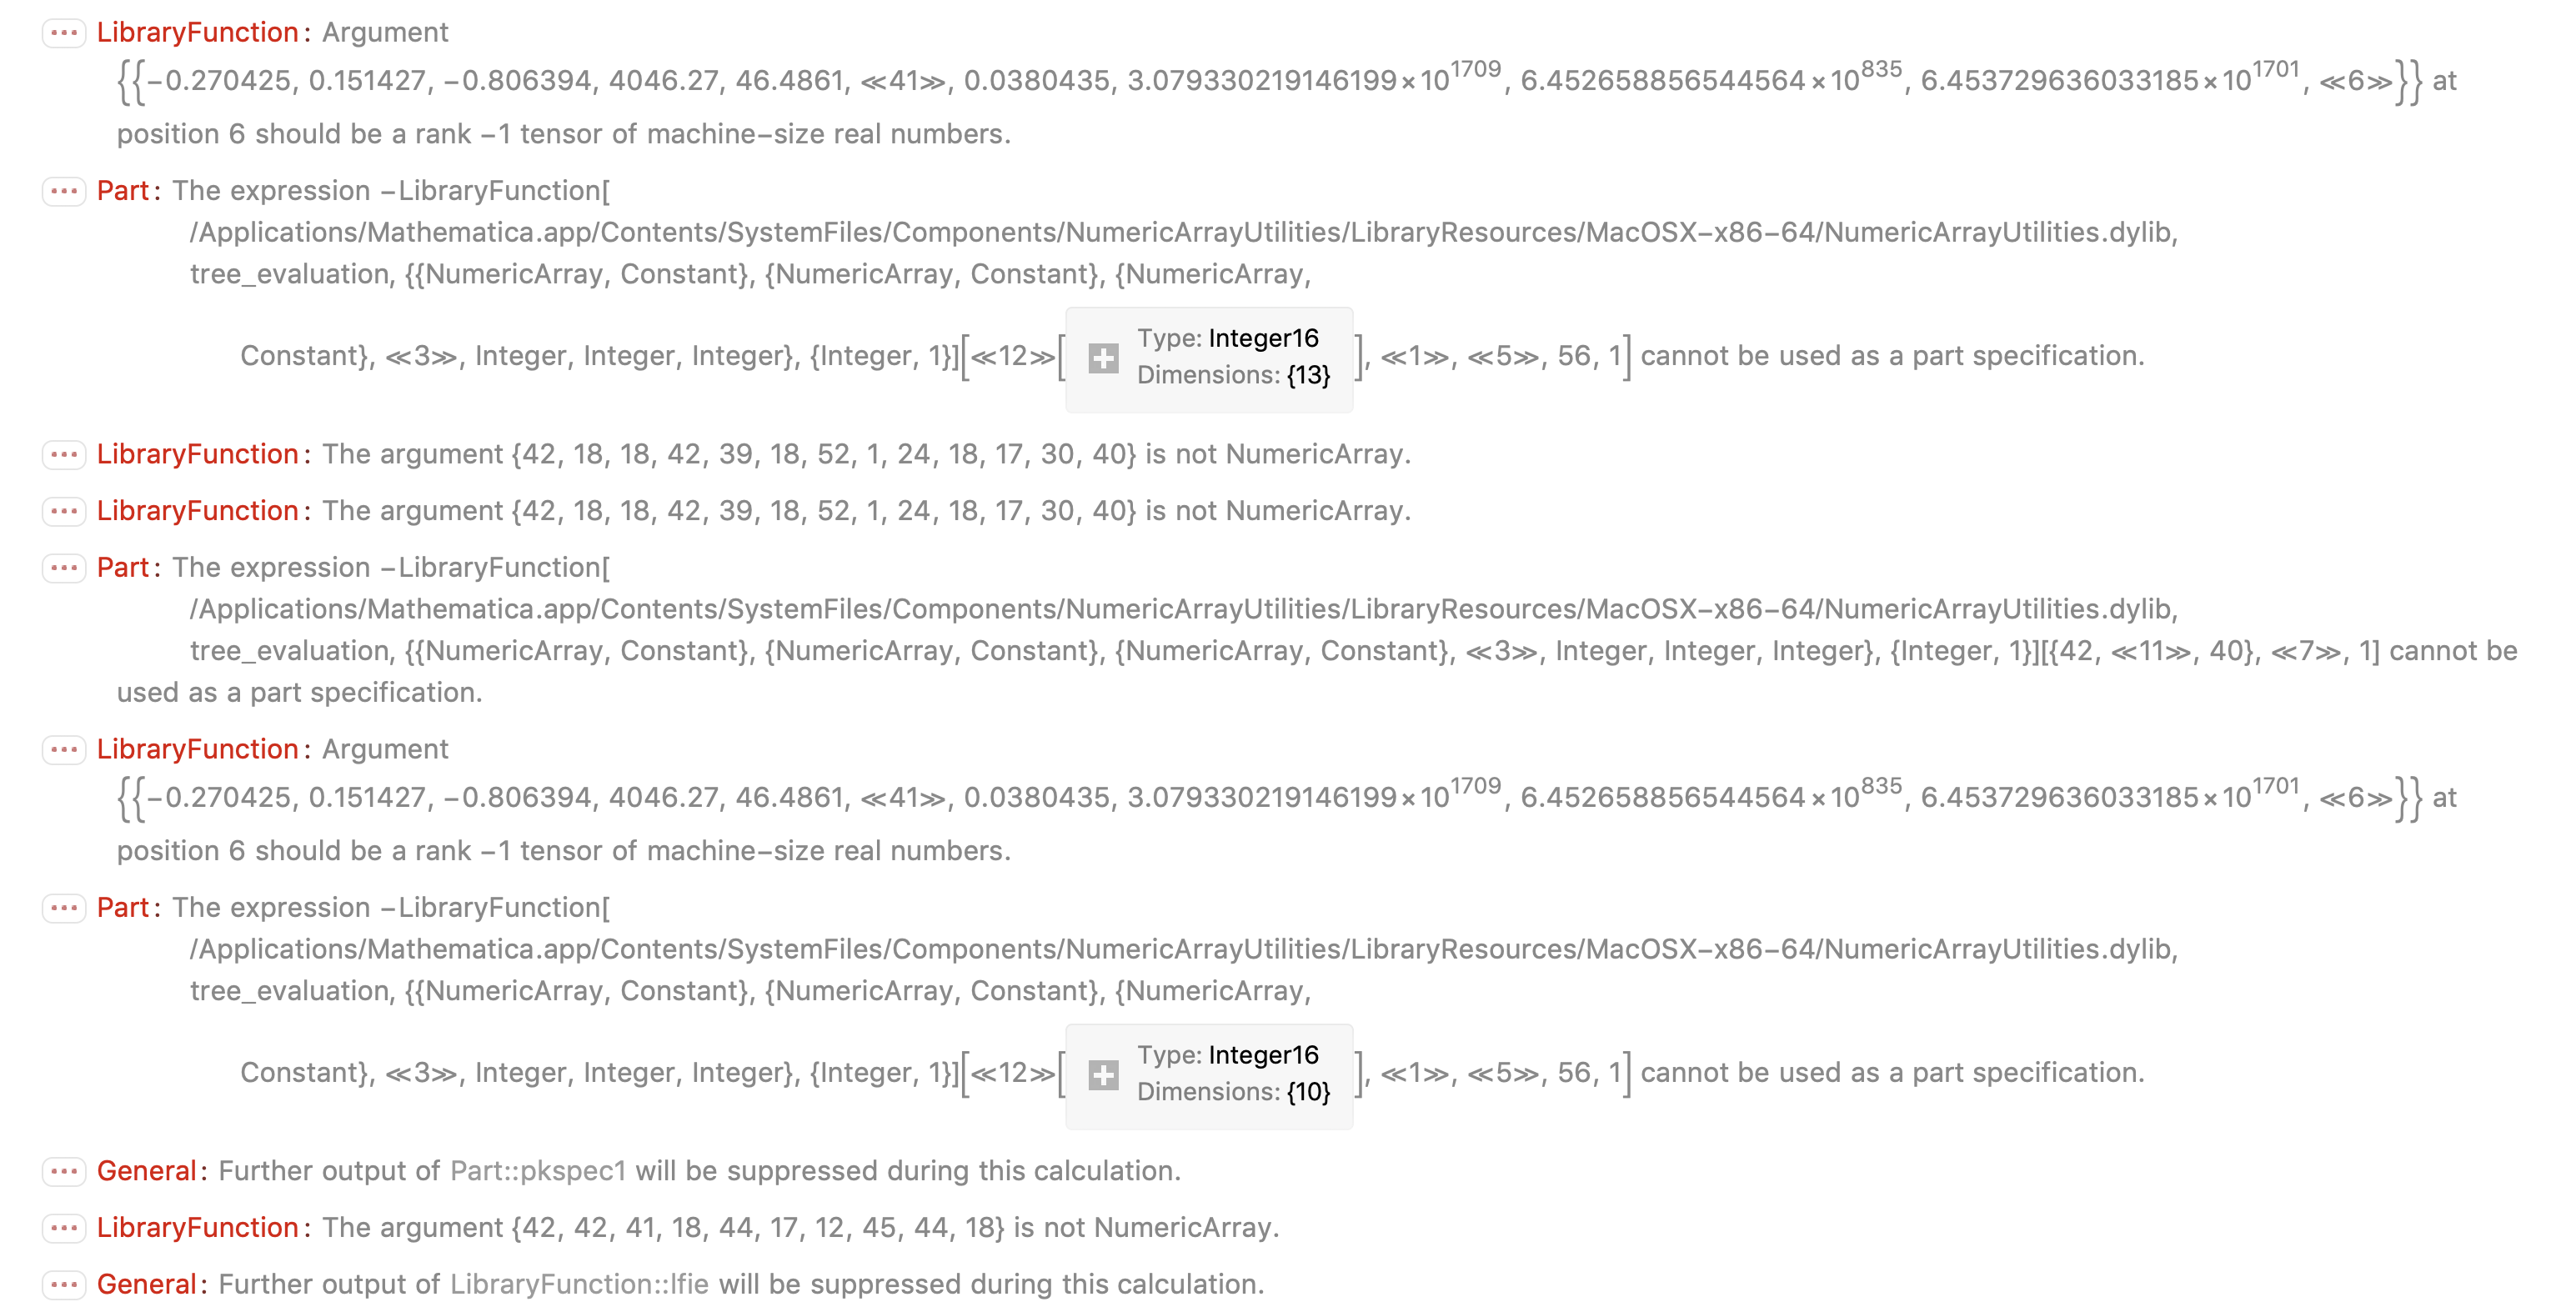 LibraryFunction: Argument
{{−0.270425, 0.151427, −0.806394, 4046.27, 46.4861, ≪41≫, 0.0380435, 3.079330219146199×10^1709, 6.452658856544564×10^835, 6.453729636033185×10^1701, ≪6≫}} at
position 6 should be a rank −1 tensor of machine−size real numbers.
Part: The expression −LibraryFunction[
/Applications/Mathematica.app/Contents/SystemFiles/Components/NumericArrayUtilities/LibraryResources/MacOSX−x86−64/NumericArrayUtilities.dylib,
tree_evaluation, {{NumericArray, Constant}, {NumericArray, Constant}, {NumericArray,
Type: Integer16
Constant}, ≪3≫, Integer, Integer, Integer}, {Integer, 1}][≪12≫[ ], ≪1≫, ≪5≫, 56, 1] cannot be used as a part specification.
Dimensions: {13}
LibraryFunction: The argument {42, 18, 18, 42, 39, 18, 52, 1, 24, 18, 17, 30, 40} is not NumericArray.
LibraryFunction: The argument {42, 18, 18, 42, 39, 18, 52, 1, 24, 18, 17, 30, 40} is not NumericArray.
Part: The expression −LibraryFunction[
/Applications/Mathematica.app/Contents/SystemFiles/Components/NumericArrayUtilities/LibraryResources/MacOSX−x86−64/NumericArrayUtilities.dylib,
tree_evaluation, {{NumericArray, Constant}, {NumericArray, Constant}, {NumericArray, Constant}, ≪3≫, Integer, Integer, Integer}, {Integer, 1}][{42, ≪11≫, 40}, ≪7≫, 1] cannot be
used as a part specification.
LibraryFunction: Argument
{{−0.270425, 0.151427, −0.806394, 4046.27, 46.4861, ≪41≫, 0.0380435, 3.079330219146199×10^1709, 6.452658856544564×10^835, 6.453729636033185×10^1701, ≪6≫}} at
position 6 should be a rank −1 tensor of machine−size real numbers.
Part: The expression −LibraryFunction[
/Applications/Mathematica.app/Contents/SystemFiles/Components/NumericArrayUtilities/LibraryResources/MacOSX−x86−64/NumericArrayUtilities.dylib,
tree_evaluation, {{NumericArray, Constant}, {NumericArray, Constant}, {NumericArray,
Type: Integer16
Constant}, ≪3≫, Integer, Integer, Integer}, {Integer, 1}][≪12≫[ ], ≪1≫, ≪5≫, 56, 1] cannot be used as a part specification.
Dimensions: {10}
General: Further output of Part::pkspec1 will be suppressed during this calculation.
LibraryFunction: The argument {42, 42, 41, 18, 44, 17, 12, 45, 44, 18} is not NumericArray.
General: Further output of LibraryFunction::lfie will be suppressed during this calculation.